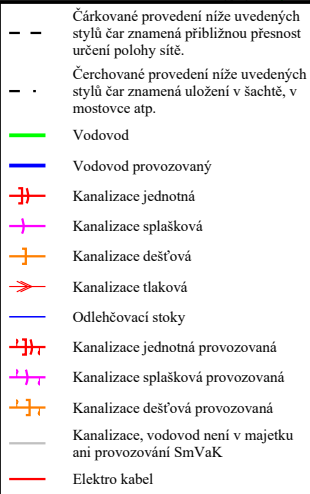 Čárkované provedení níže uvedených
stylů čar znamená přibližnou přesnost
určení polohy sítě.
Čerchované provedení níže uvedených
stylů čar znamená uložení v šachtě, v
mostovce atp.
Vodovod
Vodovod provozovaný
Kanalizace jednotná
Kanalizace splašková
Kanalizace dešťová
Kanalizace tlaková
Odlehčovací stoky
Kanalizace jednotná provozovaná
Kanalizace splašková provozovaná
Kanalizace dešťová provozovaná
Kanalizace, vodovod není v majetku
ani provozování SmVaK
Elektro kabel